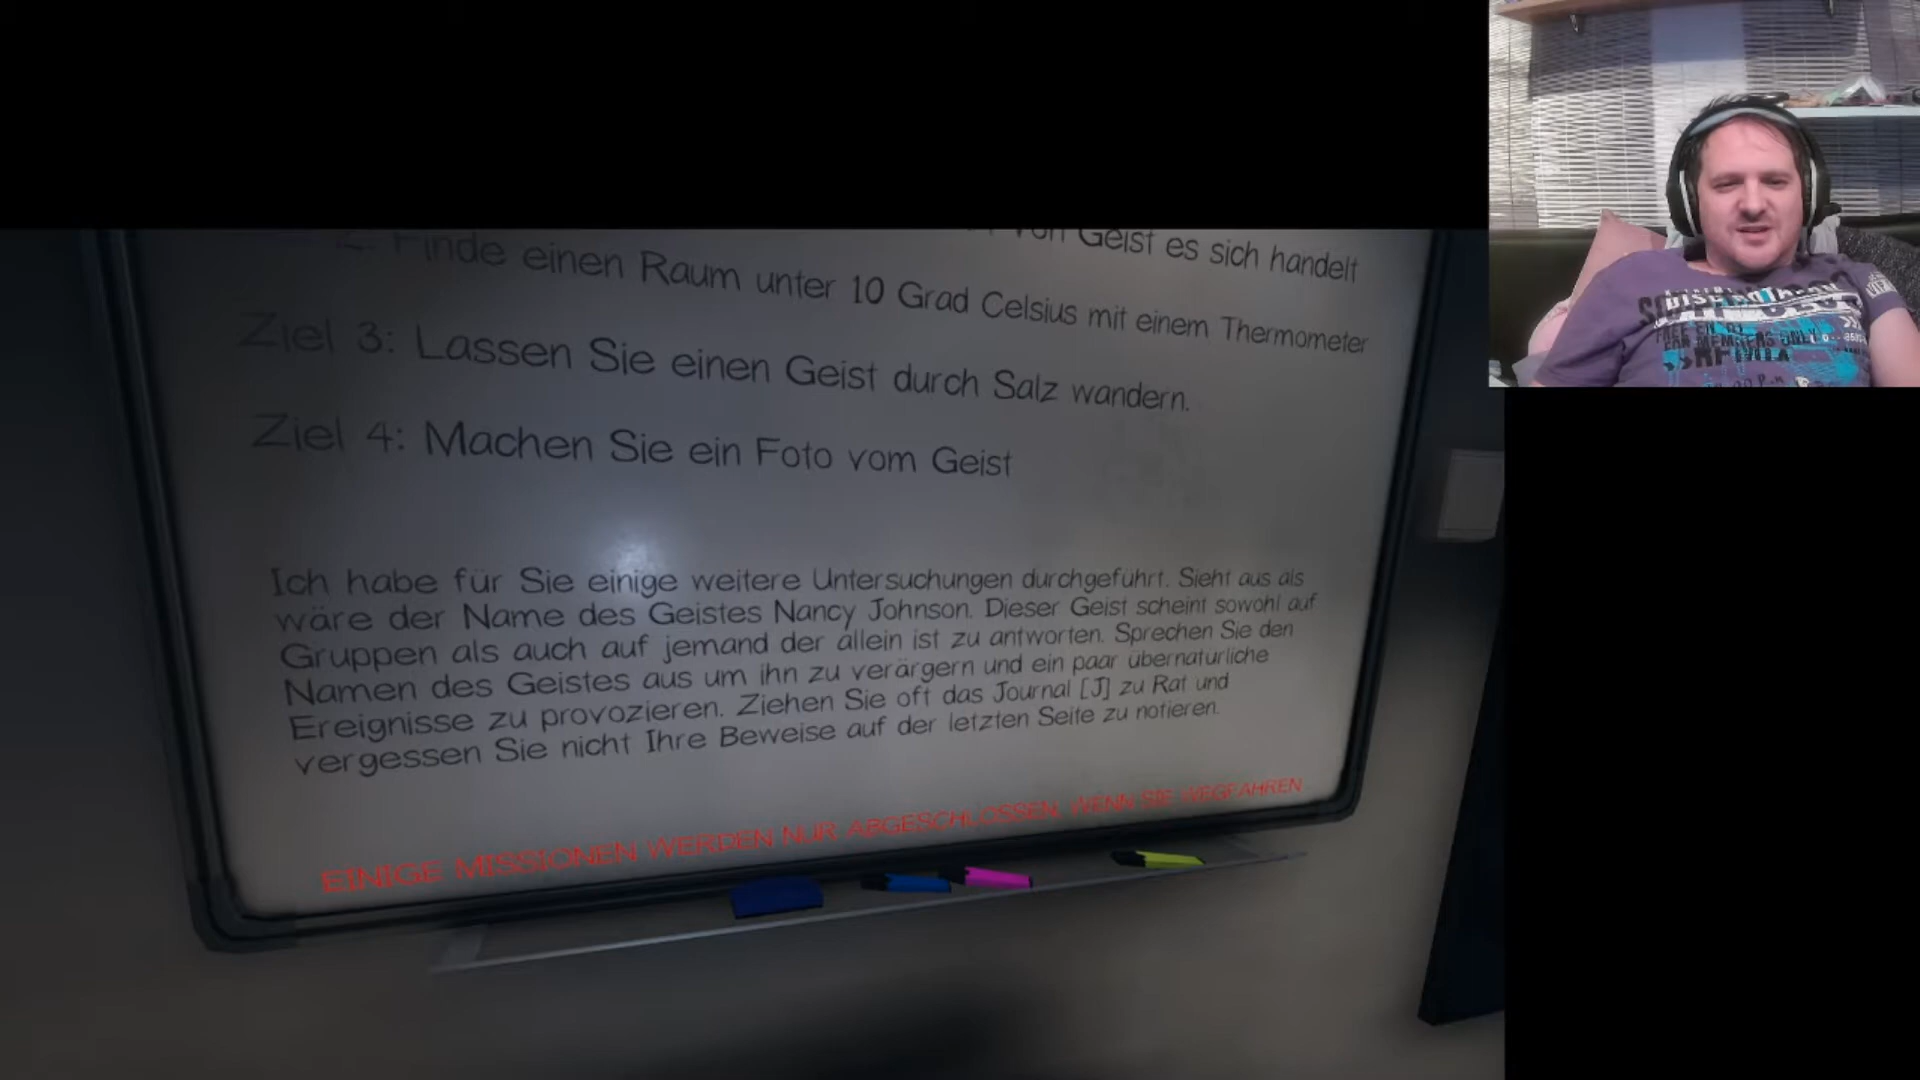 von Geist es sich handelt
Finde einen Raum unter 10 Grad Celsius mit einem Thermometer
Ziel 3: Lassen Sie einen Geist durch Salz wandern.
Ziel 4: Machen Sie ein Foto vom Geist
Ich habe für Sie einige weitere Untersuchungen durchgeführt. Sieht aus als
wäre der Name des Geistes Nancy Johnson. Dieser Geist scheint sowohl auf
Gruppen als auch auf jemand der allein ist zu antworten. Sprechen Sie den
Namen des Geistes aus um ihn zu verärgern und ein paar übernatürliche
Ereignisse zu provozieren. Ziehen Sie oft das Journal [J] zu Rat und
vergessen Sie nicht Ihre Beweise auf der letzten Seite zu notieren.
EINIGE MISSIONEN WERDEN NUR ABGESCHLOSSEN, WENN SIE WEGFAHREN